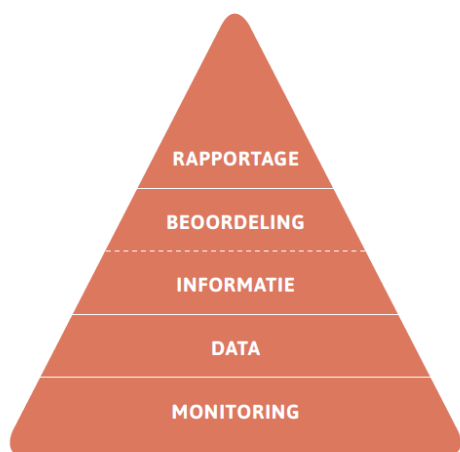 RAPPORTAGE
BEOORDELING
INFORMATIE
DATA
MONITORING